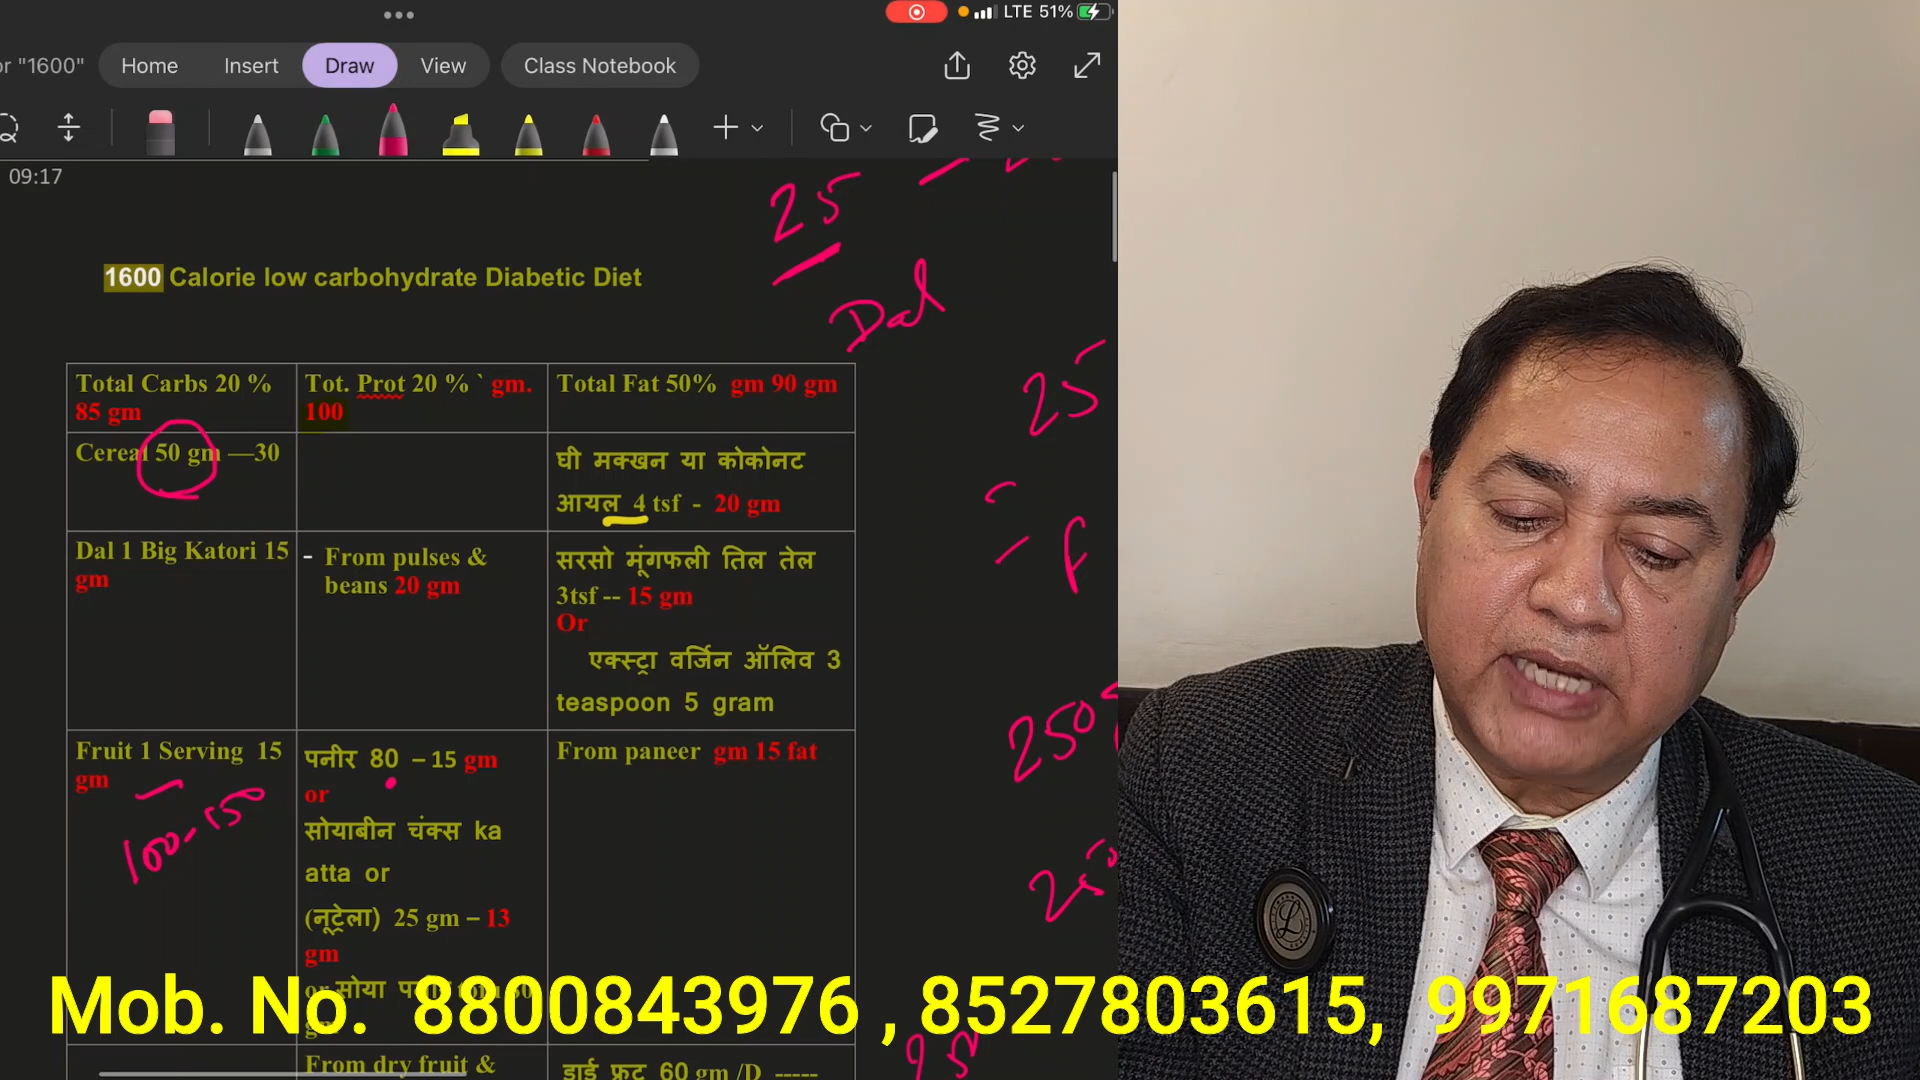 LTE 51%
or "1600"
Home Insert Draw View Class Notebook
09:17
25
Dal
1600 Calorie low carbohydrate Diabetic Diet
Total Carbs 20 %
85 gm
Tot. Prot 20 % ` gm.
100
Total Fat 50% gm 90 gm
Cereal 50 gm —30
घी मक्खन या कोकोनट
आयल 4 tsf - 20 gm
Dal 1 Big Katori 15
gm
- From pulses &
beans 20 gm
सरसो मूंगफली तिल तेल
3tsf -- 15 gm
Or
एक्स्ट्रा वर्जिन ऑलिव 3
teaspoon 5 gram
Fruit 1 Serving 15
gm
100-150
पनीर 80 – 15 gm
or
सोयाबीन चंक्स ka
atta or
(नूट्रेला) 25 gm – 13
gm
or सोया
From paneer gm 15 fat
From dry fruit &
डाई फ्रूट 60 gm /D -----
25
250
Mob. No. 8800843976 , 8527803615, 9971687203